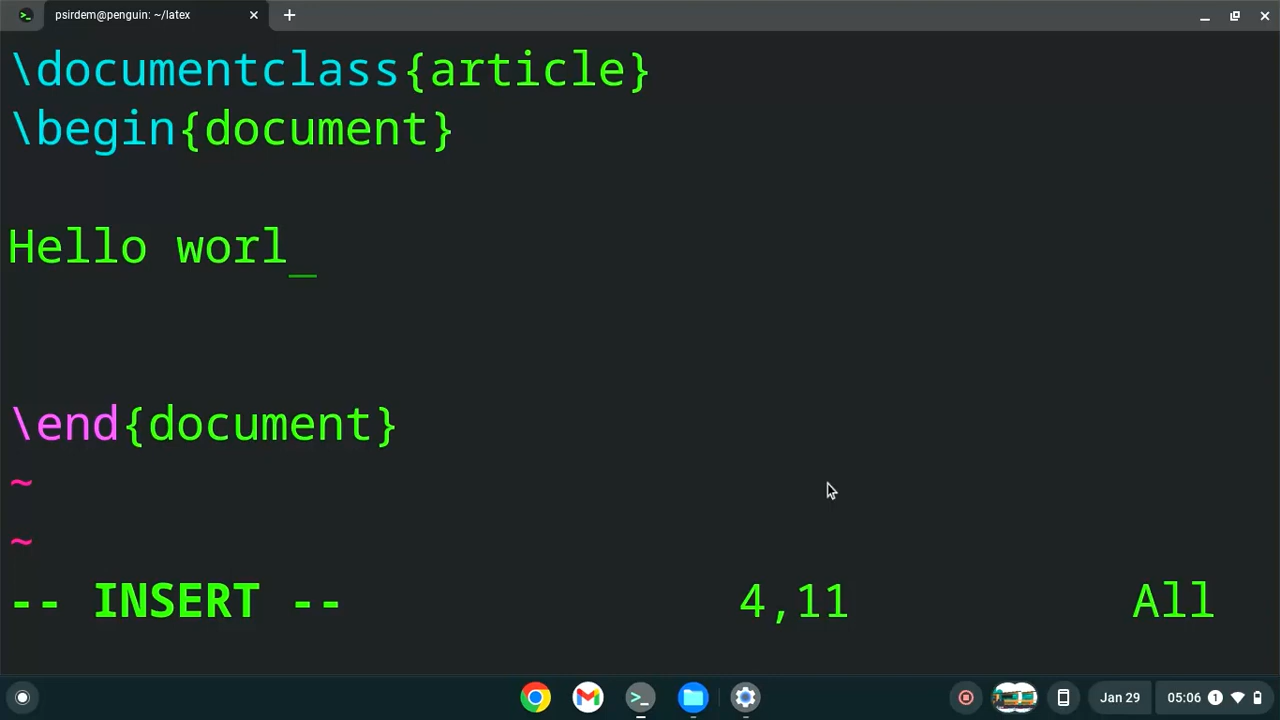 psirdem@penguin: ~/latex
\documentclass{article}
\begin{document}
Hello worl_
\end{document}
~
~
-- INSERT -- 4,11 All
Jan 29 05:06 1